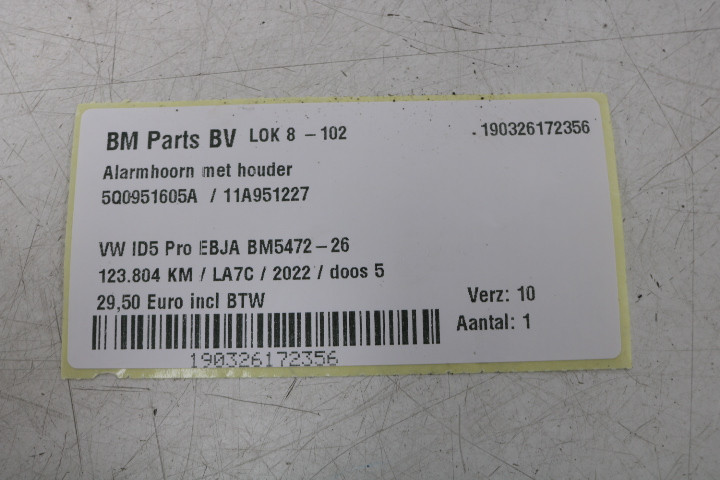 BM Parts BV LOK 8 - 102 .190326172356
Alarmhoorn met houder
5Q0951605A / 11A951227
VW ID5 Pro EBJA BM5472-26
123.804 KM / LA7C / 2022 / doos 5
29,50 Euro incl BTW Verz: 10
Aantal: 1
190326172356